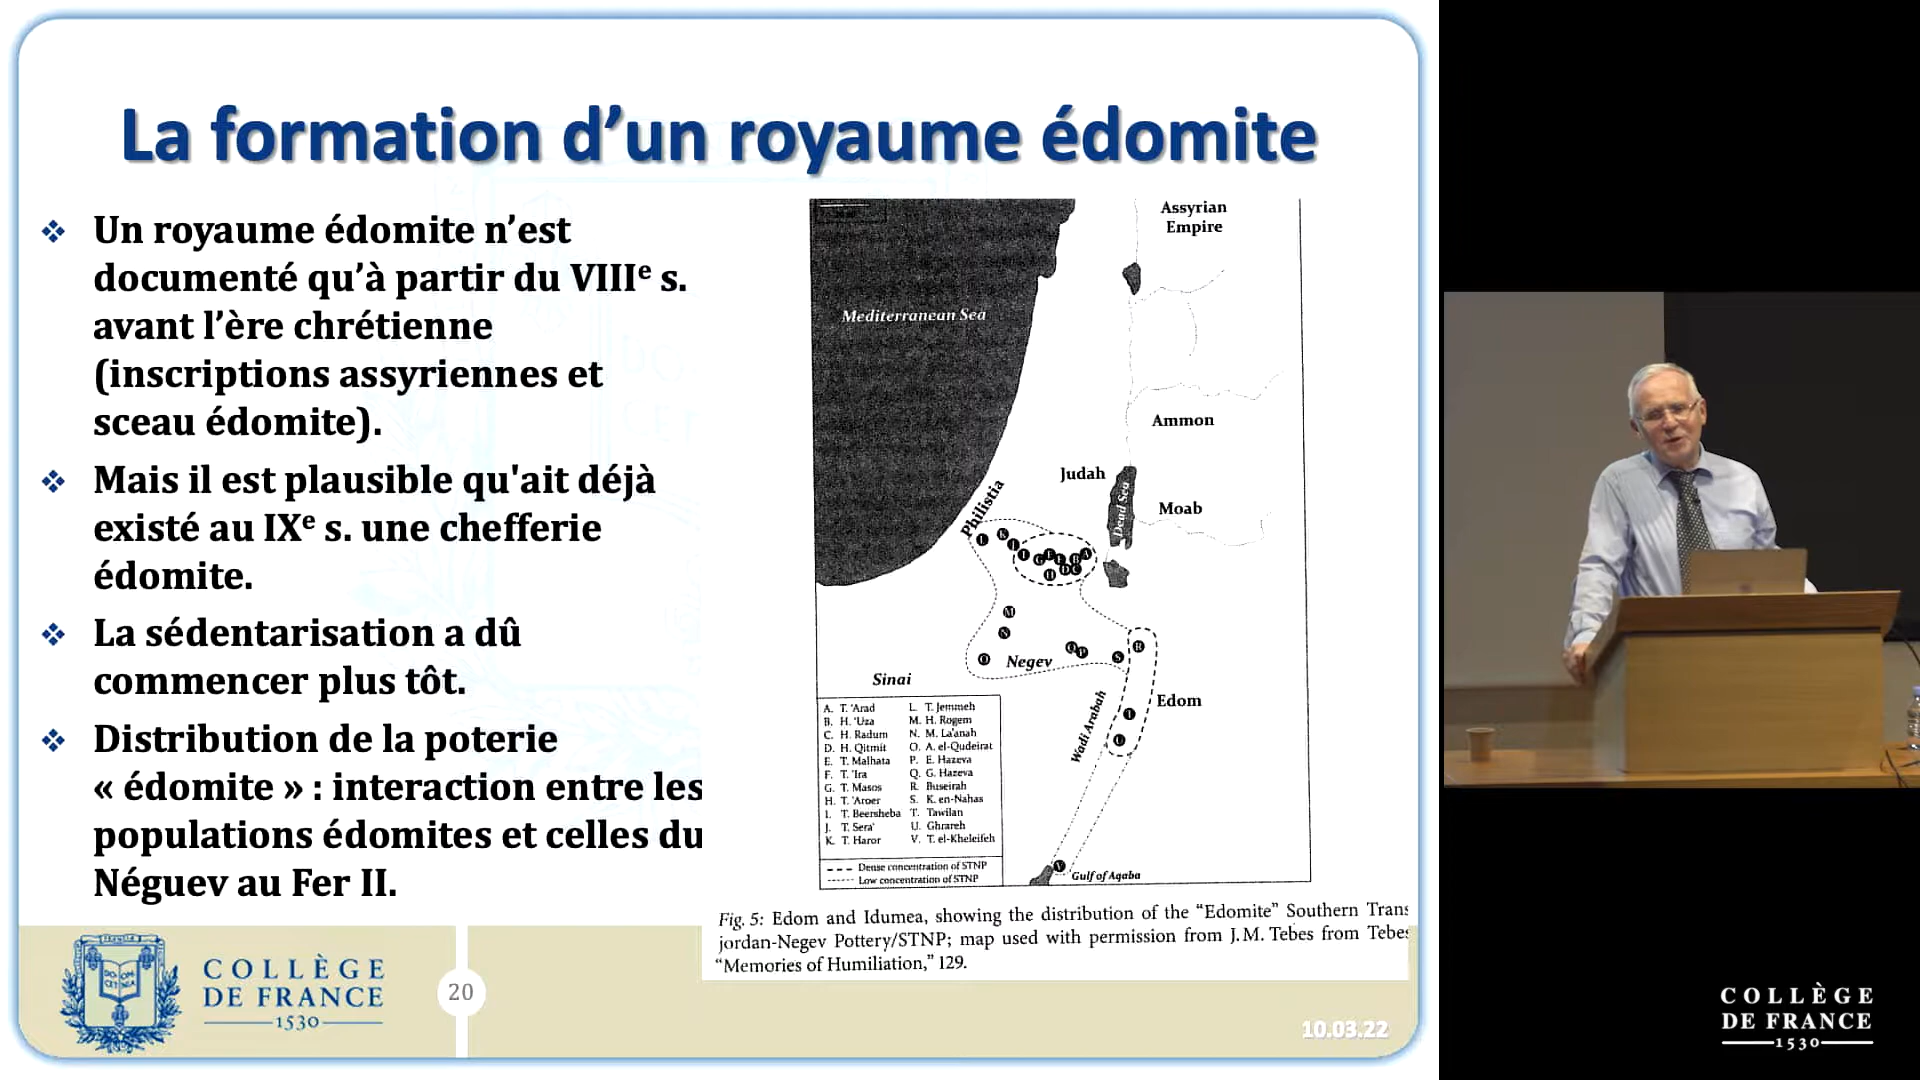 La formation d’un royaume édomite
❖ Un royaume édomite n’est
documenté qu’à partir du VIIIe s.
avant l’ère chrétienne
(inscriptions assyriennes et
sceau édomite).
❖ Mais il est plausible qu'ait déjà
existé au IXe s. une chefferie
édomite.
❖ La sédentarisation a dû
commencer plus tôt.
❖ Distribution de la poterie
« édomite » : interaction entre les
populations édomites et celles du
Néguev au Fer II.
Assyrian
Empire
Mediterranean Sea
Ammon
Judah
Dead Sea
Moab
Philistia
L K J I G F E B A
H D C
M
N
O Negev Q P S R
Sinai
Wadi Arabah
Edom
U
V
Gulf of Aqaba
A. T. 'Arad
B. H. 'Uza
C. H. Radum
D. H. Qitmit
E. T. Malhata
F. T. 'Ira
G. T. Masos
H. T. 'Aroer
I. T. Beersheba
J. T. Sera'
K. T. Haror
L. T. Jemmeh
M. H. Rogem
N. M. La'anah
O. A. el-Qudeirat
P. E. Hazeva
Q. G. Hazeva
R. Buseirah
S. K. en-Nahas
T. Tawilan
U. Ghrareh
V. T. el-Kheleifeh
Dense concentration of STNP
Low concentration of STNP
Fig. 5: Edom and Idumea, showing the distribution of the “Edomite” Southern Trans
jordan-Negev Pottery/STNP; map used with permission from J. M. Tebes from Tebes
“Memories of Humiliation,” 129.
COLLÈGE
DE FRANCE
1530
20
10.03.22
COLLÈGE
DE FRANCE
1530